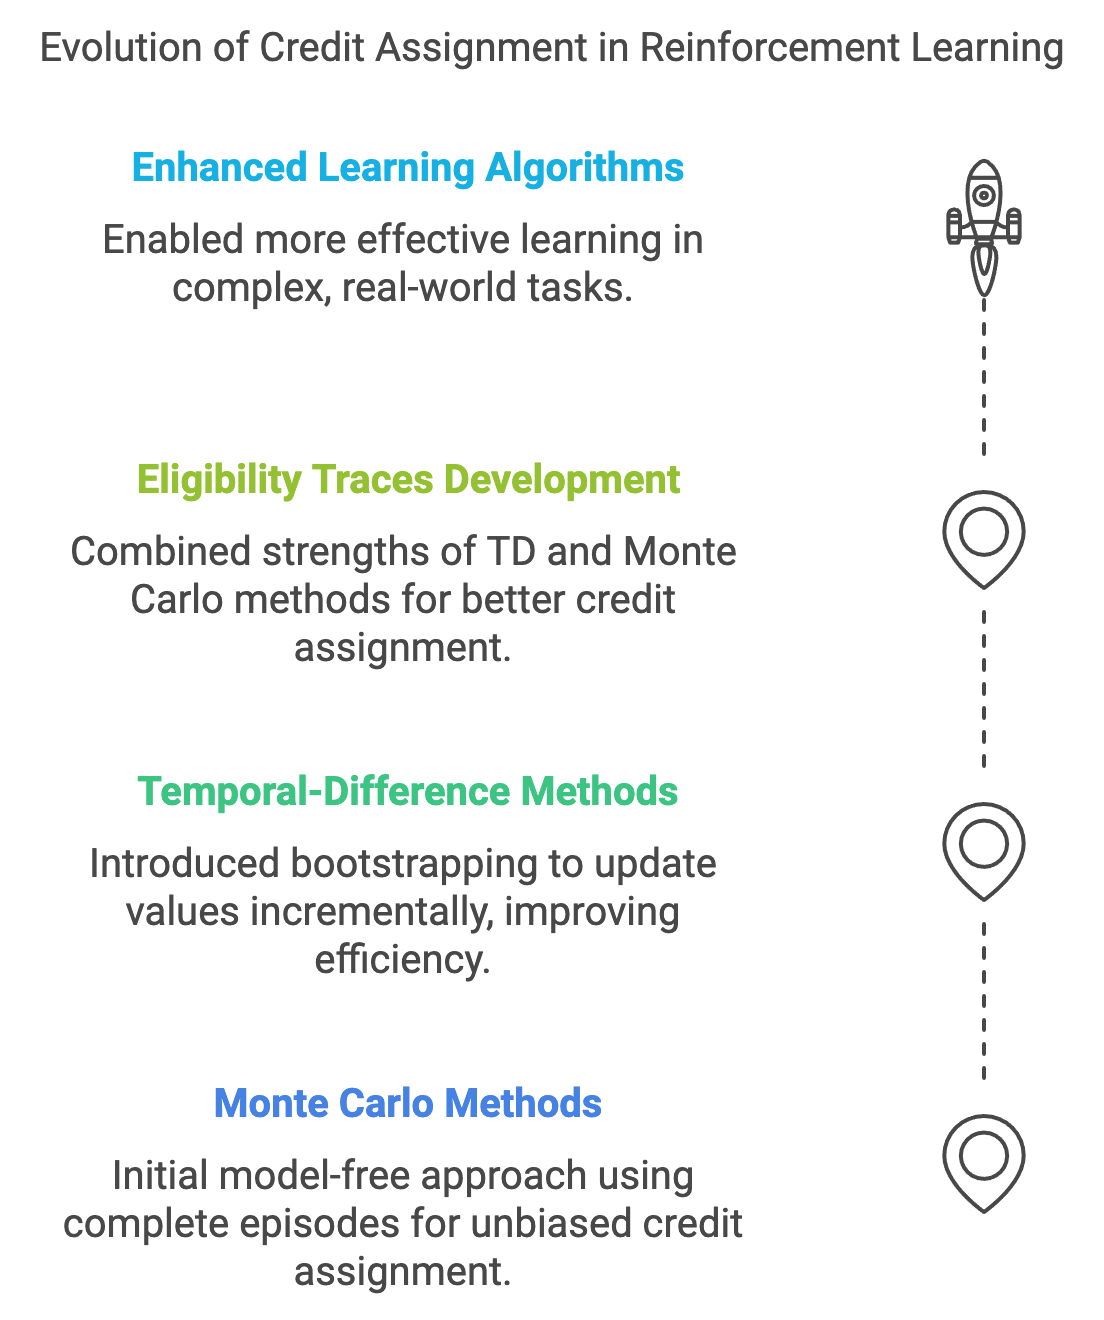 Evolution of Credit Assignment in Reinforcement Learning
Enhanced Learning Algorithms
Enabled more effective learning in
complex, real-world tasks.
Eligibility Traces Development
Combined strengths of TD and Monte
Carlo methods for better credit
assignment.
Temporal-Difference Methods
Introduced bootstrapping to update
values incrementally, improving
efficiency.
Monte Carlo Methods
Initial model-free approach using
complete episodes for unbiased credit
assignment.